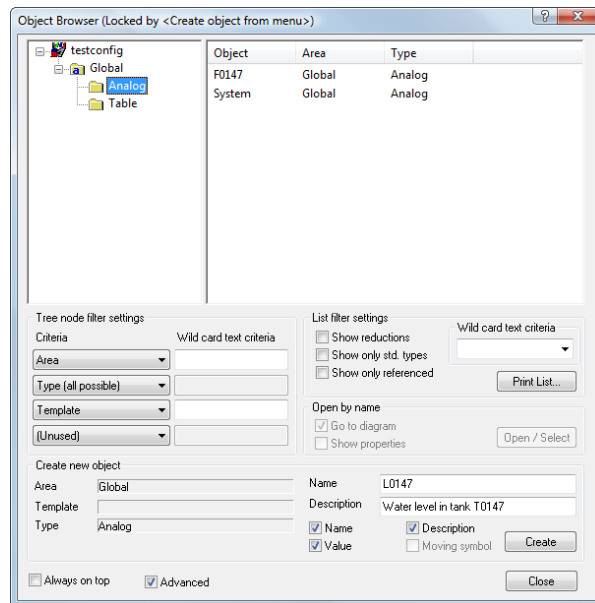 Object Browser (Locked by <Create object from menu>)
testconfig
Global
Analog
Table
Object Area Type
F0147 Global Analog
System Global Analog
Tree node filter settings
Criteria Wild card text criteria
Area
Type (all possible)
Template
(Unused)
List filter settings
Show reductions
Show only std. types
Show only referenced
Wild card text criteria
Print List...
Open by name
Go to diagram
Show properties
Open / Select
Create new object
Area Global
Template
Type Analog
Name L0147
Description Water level in tank T0147
Name Description
Value Moving symbol
Create
Always on top Advanced
Close